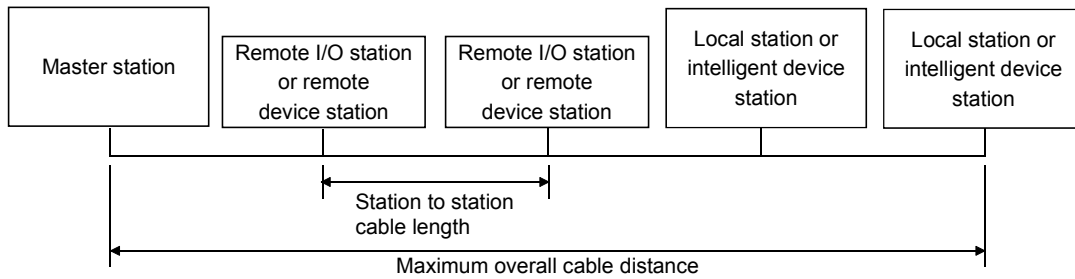 Master station
Remote I/O station
or remote
device station
Remote I/O station
or remote
device station
Local station or
intelligent device
station
Local station or
intelligent device
station
Station to station
cable length
Maximum overall cable distance